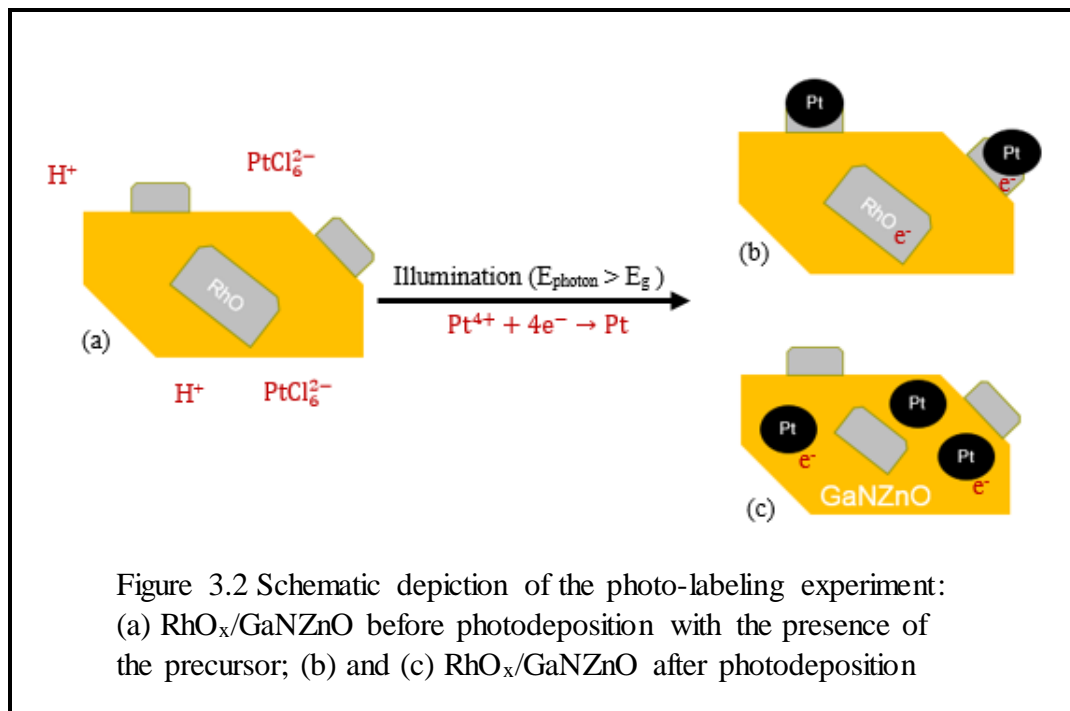 H⁺
PtCl₆²⁻
RhO
(a)
H⁺
PtCl₆²⁻
Illumination (E_photon > E_g )
Pt⁴⁺ + 4e⁻ → Pt
Pt
Pt
e⁻
RhO
e⁻
(b)
Pt
Pt
e⁻
Pt
e⁻
GaNZnO
(c)
Figure 3.2 Schematic depiction of the photo-labeling experiment:
(a) RhOₓ/GaNZnO before photodeposition with the presence of
the precursor; (b) and (c) RhOₓ/GaNZnO after photodeposition